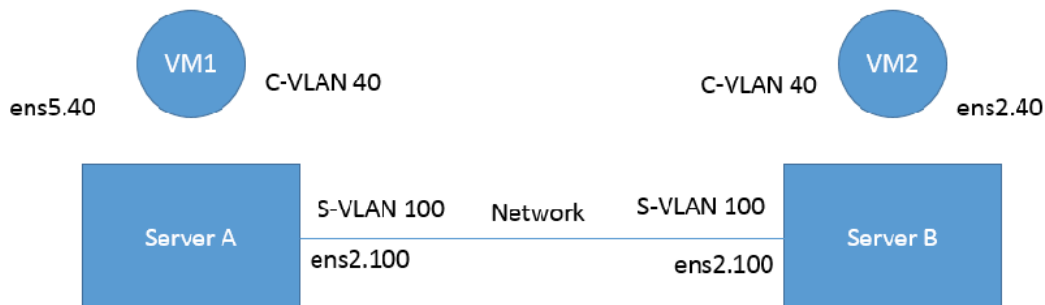 VM1
VM2
C-VLAN 40
C-VLAN 40
ens5.40
ens2.40
S-VLAN 100
Network
S-VLAN 100
Server A
Server B
ens2.100
ens2.100